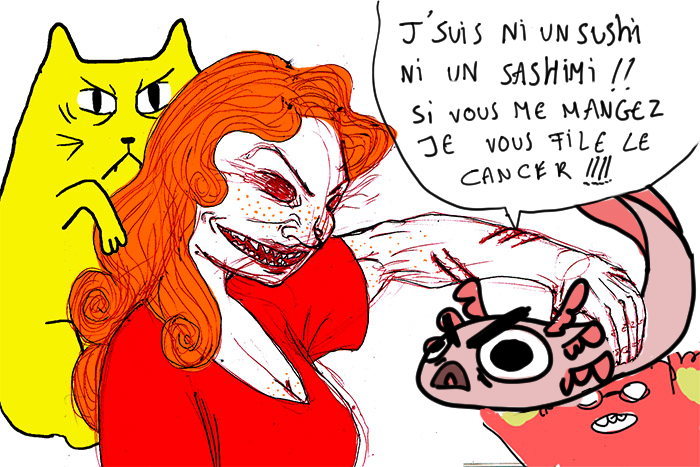 J'SUIS NI UN SUSHI
NI UN SASHIMI !!
SI VOUS ME MANGEZ
JE VOUS FILE LE
CANCER !!!!